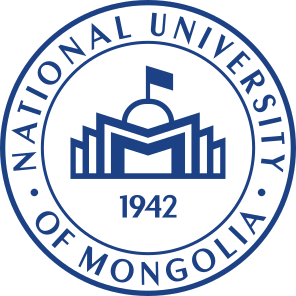 NATIONAL UNIVERSITY
1942
• OF MONGOLIA •